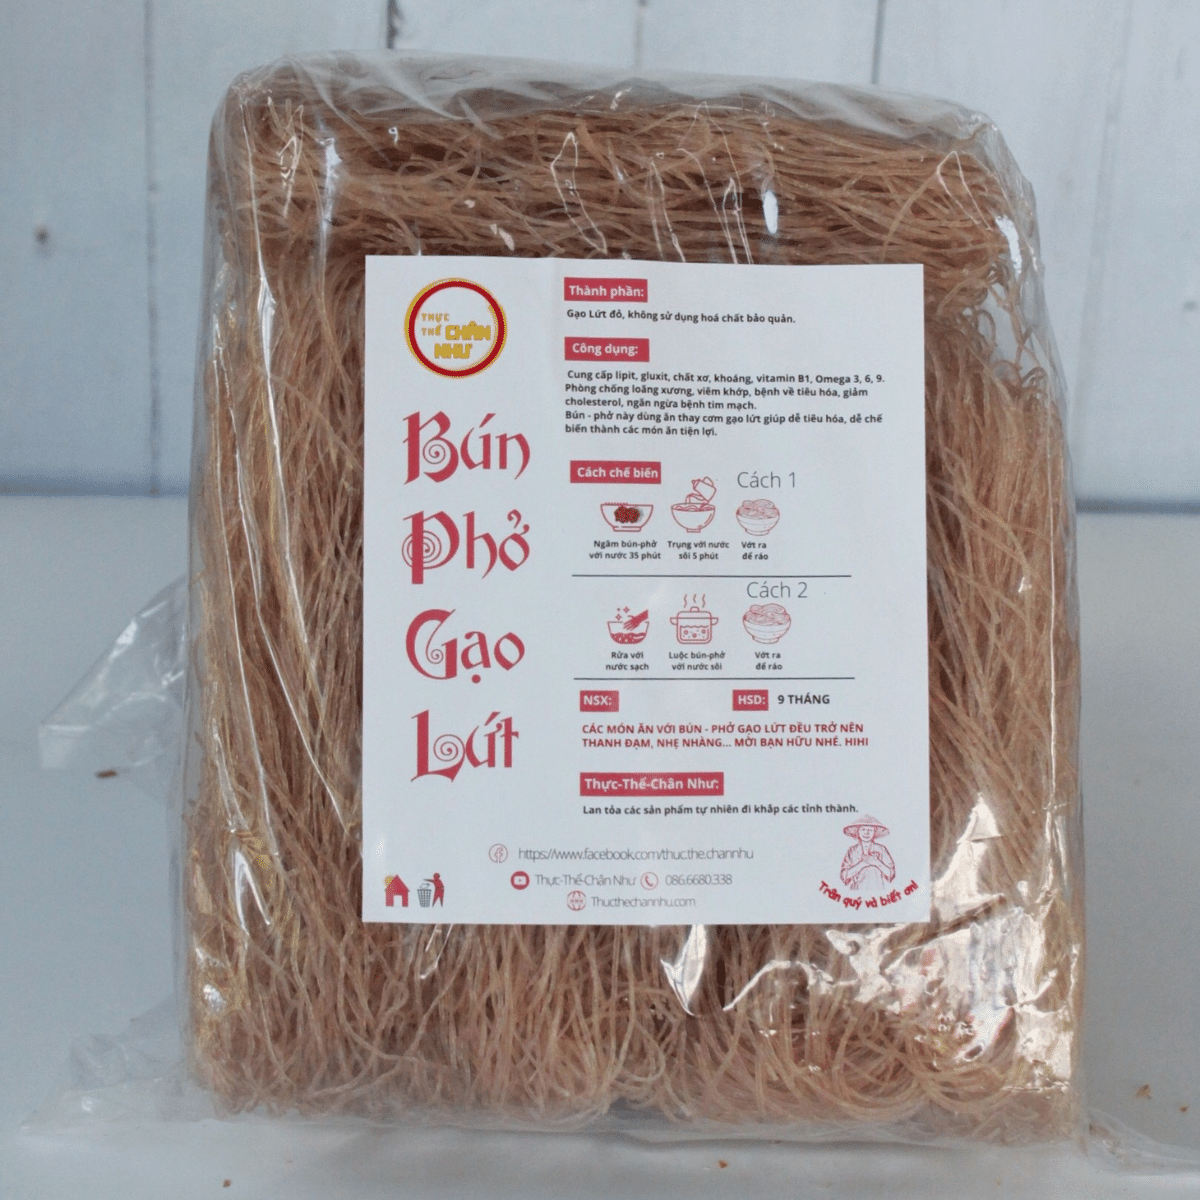 THỰC
THỂ CHÂN
NHƯ
Bún
Phở
Gạo
Lứt
Thành phần:
Gạo Lứt đỏ, không sử dụng hoá chất bảo quản.
Công dụng:
Cung cấp lipit, gluxit, chất xơ, khoáng, vitamin B1, Omega 3, 6, 9.
Phòng chống loãng xương, viêm khớp, bệnh về tiêu hóa, giảm
cholesterol, ngăn ngừa bệnh tim mạch.
Bún - phở này dùng ăn thay cơm gạo lứt giúp dễ tiêu hóa, dễ chế
biến thành các món ăn tiện lợi.
Cách chế biến
Cách 1
Ngâm bún-phở
với nước 35 phút
Trụng với nước
sôi 5 phút
Vớt ra
để ráo
Cách 2
Rửa với
nước sạch
Luộc bún-phở
với nước sôi
Vớt ra
để ráo
NSX:
HSD: 9 THÁNG
CÁC MÓN ĂN VỚI BÚN - PHỞ GẠO LỨT ĐỀU TRỞ NÊN
THANH ĐẠM, NHẸ NHÀNG... MỜI BẠN HỮU NHÉ. HIHI
Thực-Thể-Chân Như:
Lan tỏa các sản phẩm tự nhiên đi khắp các tỉnh thành.
https://www.facebook.com/thuc.the.channhu
Thực-Thể-Chân Như 086.6680.338
Thucthechannhu.com
Trân quý và biết ơn!